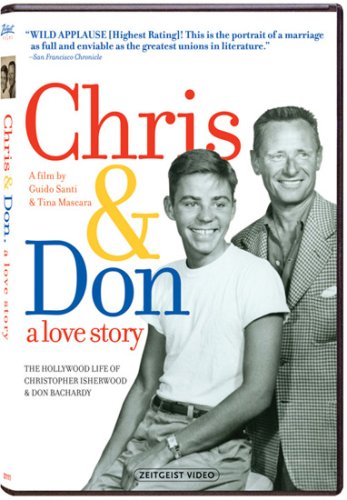 "WILD APPLAUSE [Highest Rating]! This is the portrait of a marriage
as full and enviable as the greatest unions in literature."
—San Francisco Chronicle
Chris
& Don
a love story
A film by
Guido Santi
& Tina Mascara
THE HOLLYWOOD LIFE OF
CHRISTOPHER ISHERWOOD
& DON BACHARDY
ZEITGEIST VIDEO
Chris & Don. a love story